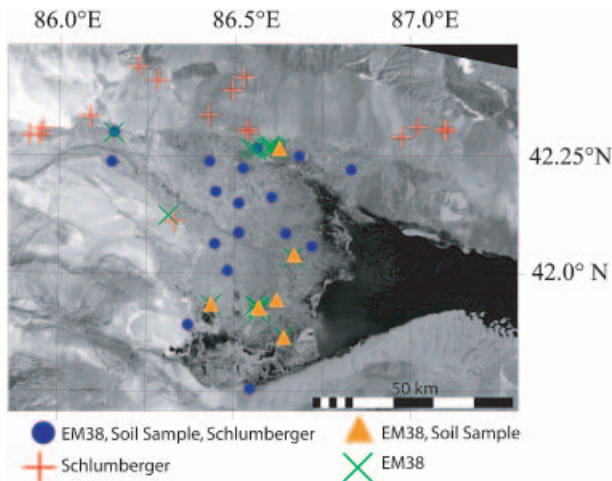 86.0°E 86.5°E 87.0°E
42.25°N
42.0° N
50 km
EM38, Soil Sample, Schlumberger
EM38, Soil Sample
Schlumberger
EM38